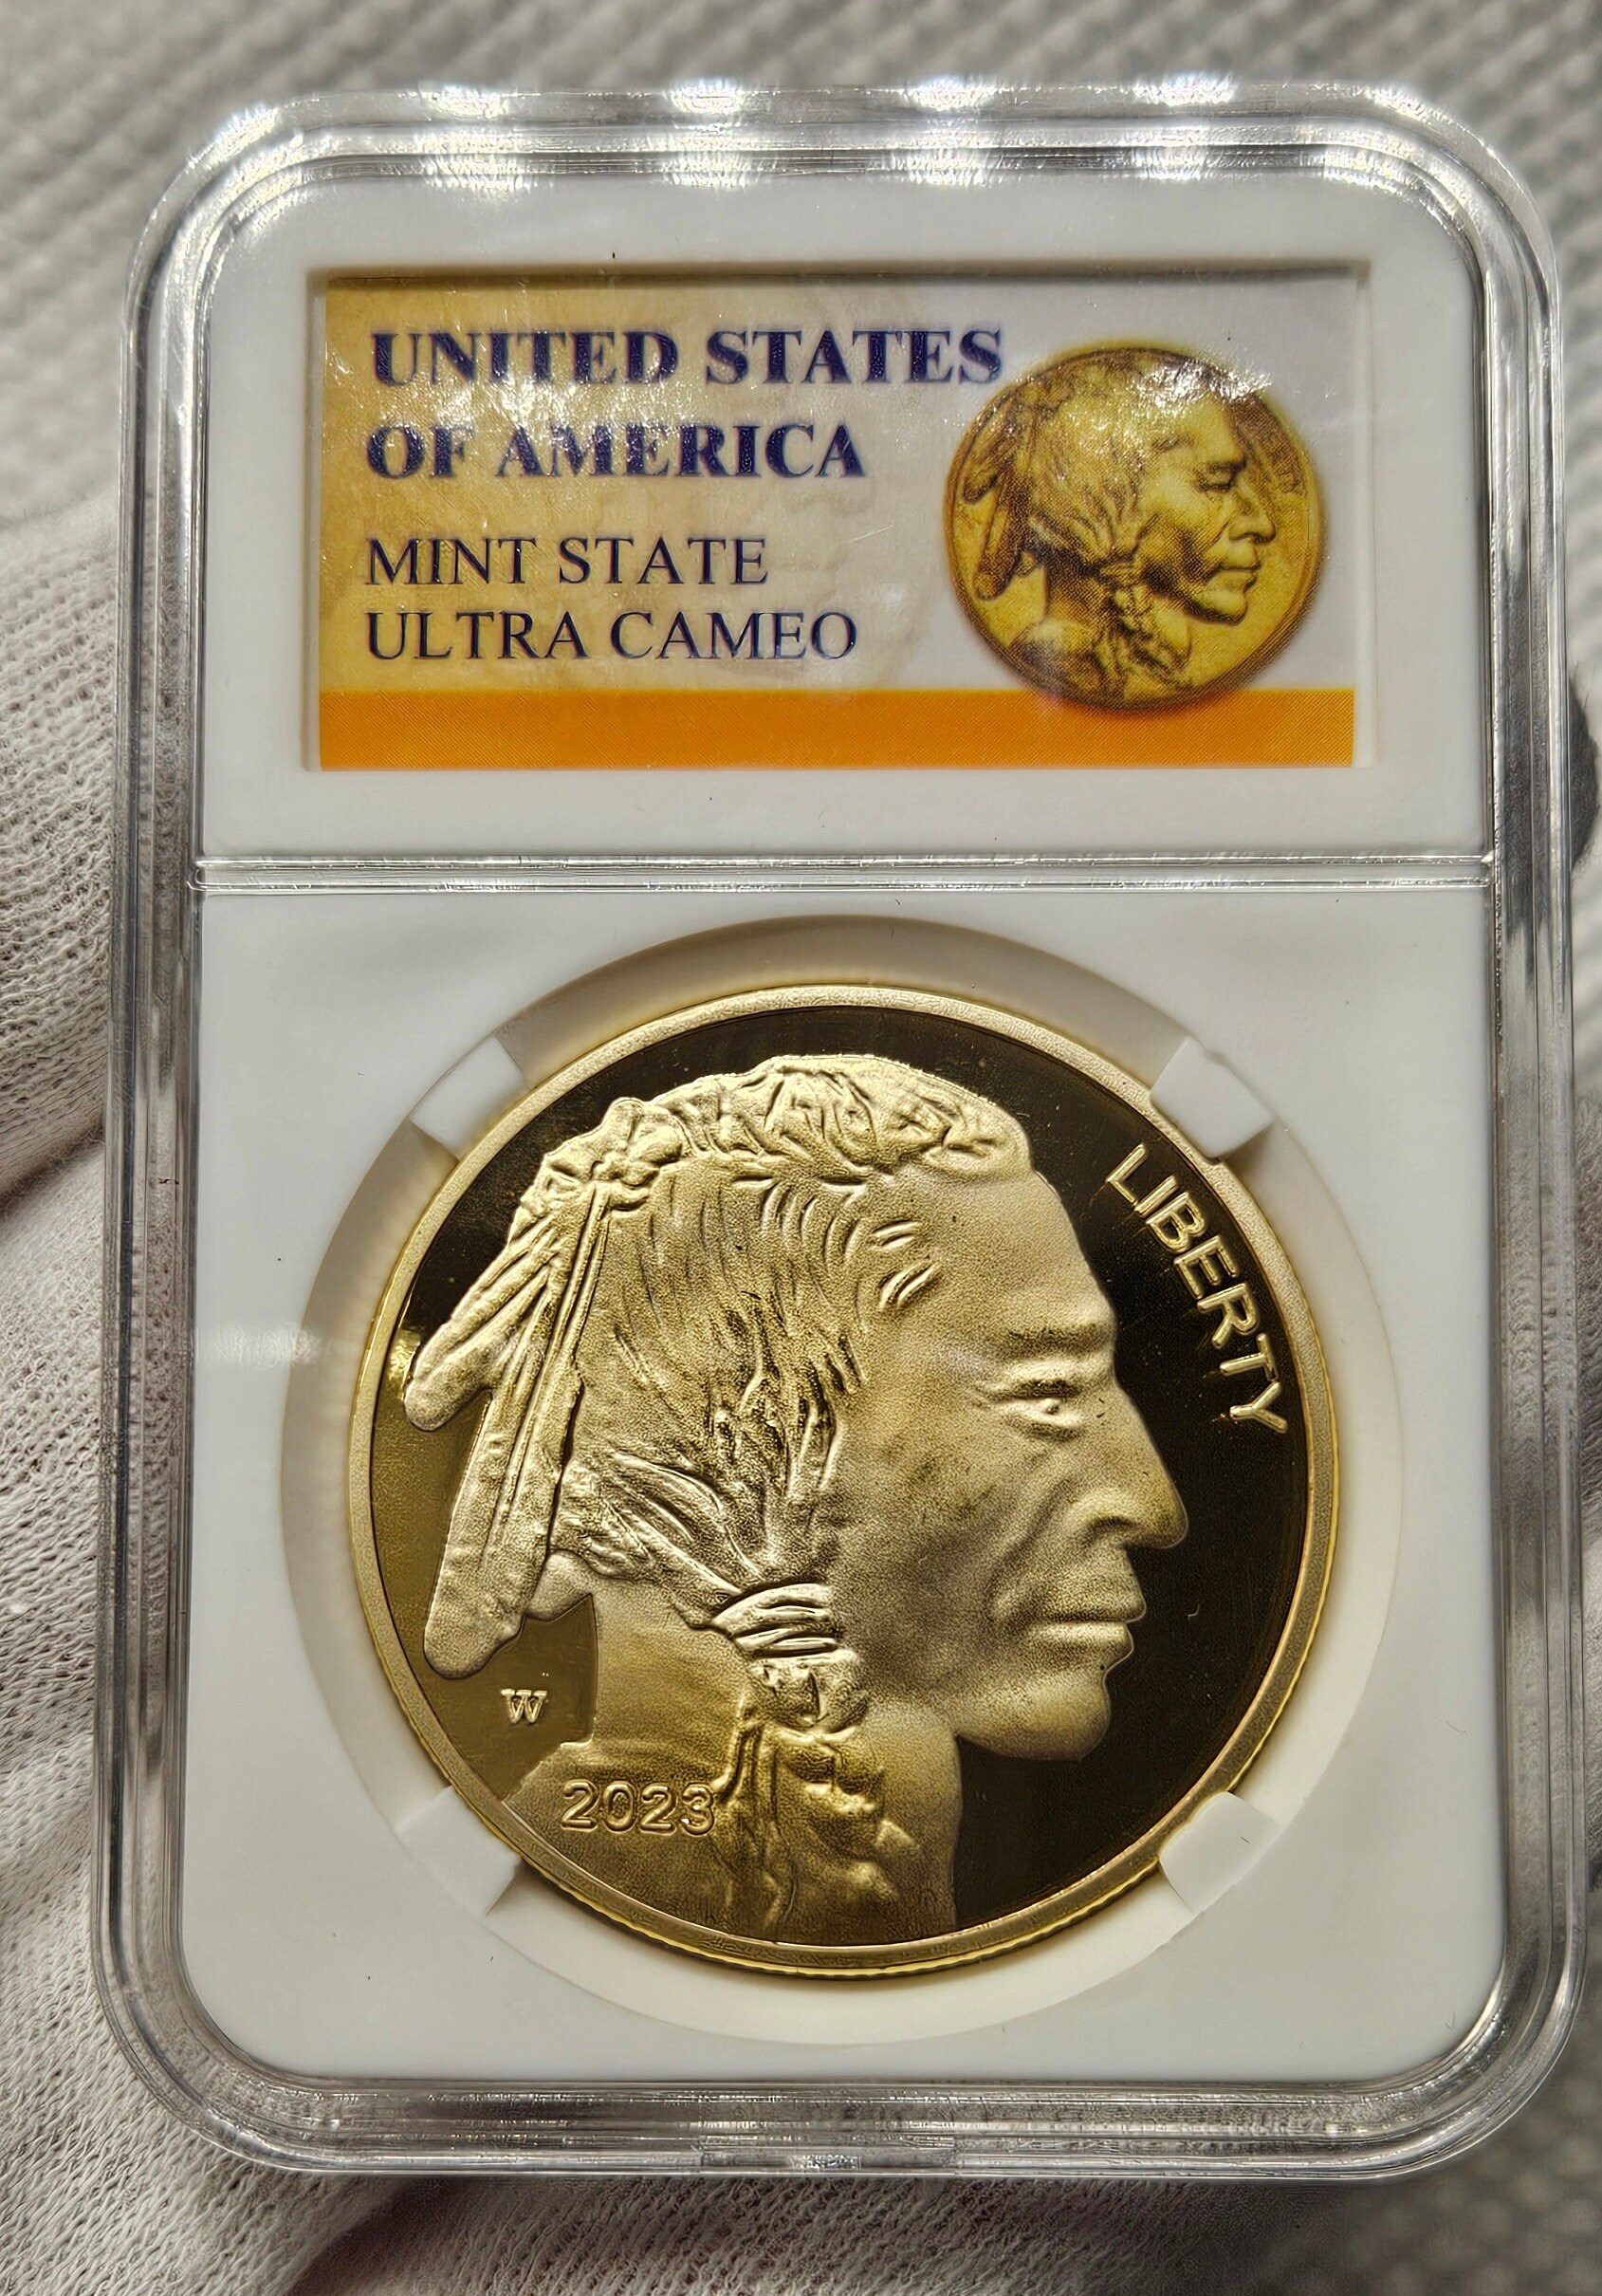 UNITED STATES
OF AMERICA
MINT STATE
ULTRA CAMEO
LIBERTY
W
2023